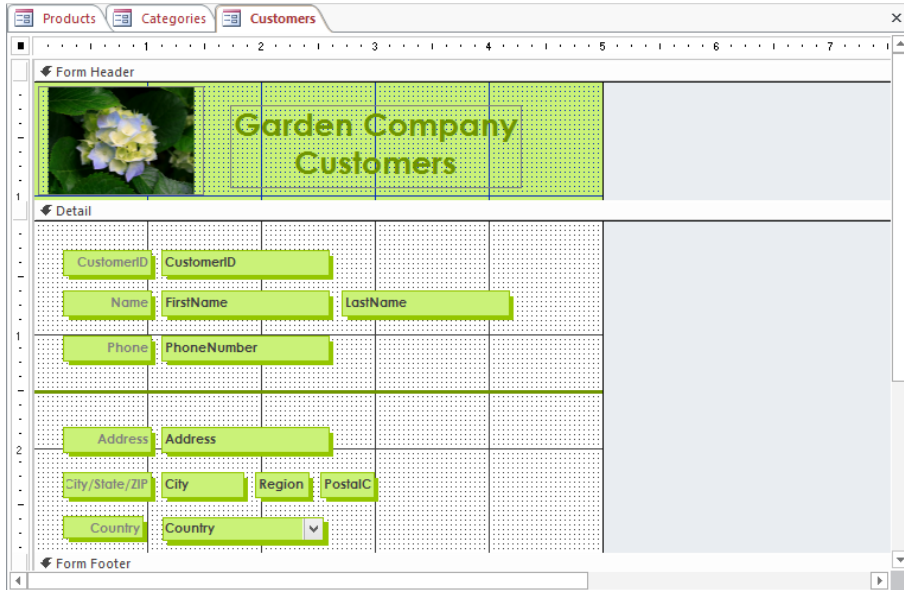 Products Categories Customers
1 2 3 4 5 6 7
Form Header
Garden Company
Customers
1
Detail
CustomerID CustomerID
Name FirstName LastName
1
Phone PhoneNumber
Address Address
2
City/State/ZIP City Region PostalC
Country Country
Form Footer